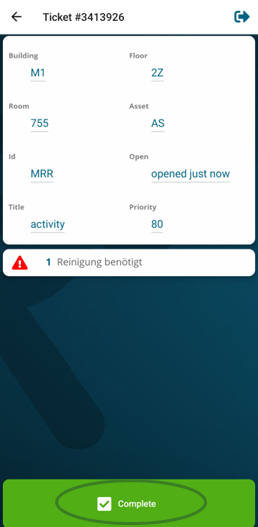 Ticket #3413926
Building Floor
M1 2Z
Room Asset
755 AS
Id Open
MRR opened just now
Title Priority
activity 80
1 Reinigung benötigt
Complete